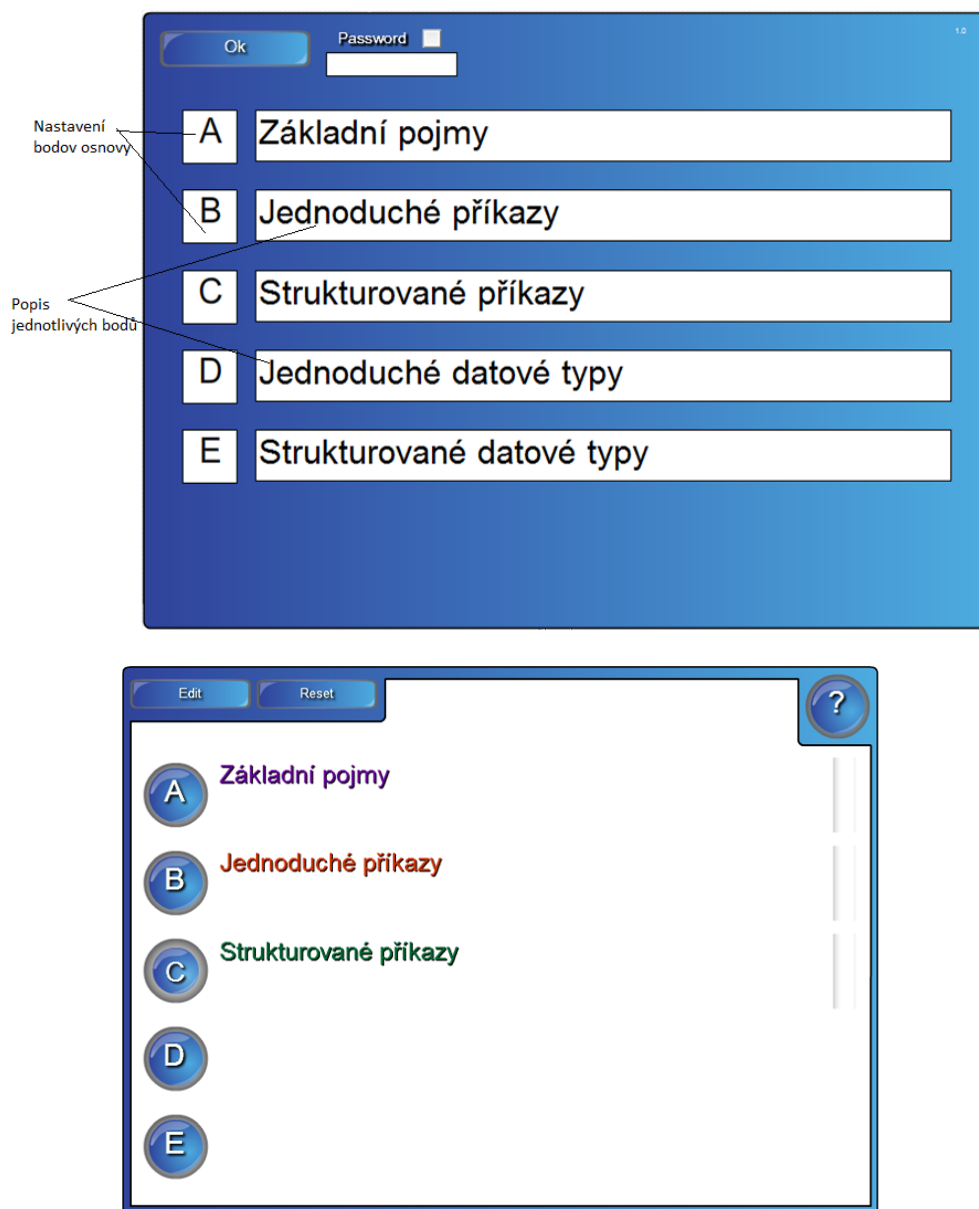 Ok
Password
1.0
Nastavení
bodov osnovy
A
Základní pojmy
B
Jednoduché příkazy
C
Strukturované příkazy
Popis
jednotlivých bodů
D
Jednoduché datové typy
E
Strukturované datové typy
Edit
Reset
?
A
Základní pojmy
B
Jednoduché příkazy
C
Strukturované příkazy
D
E